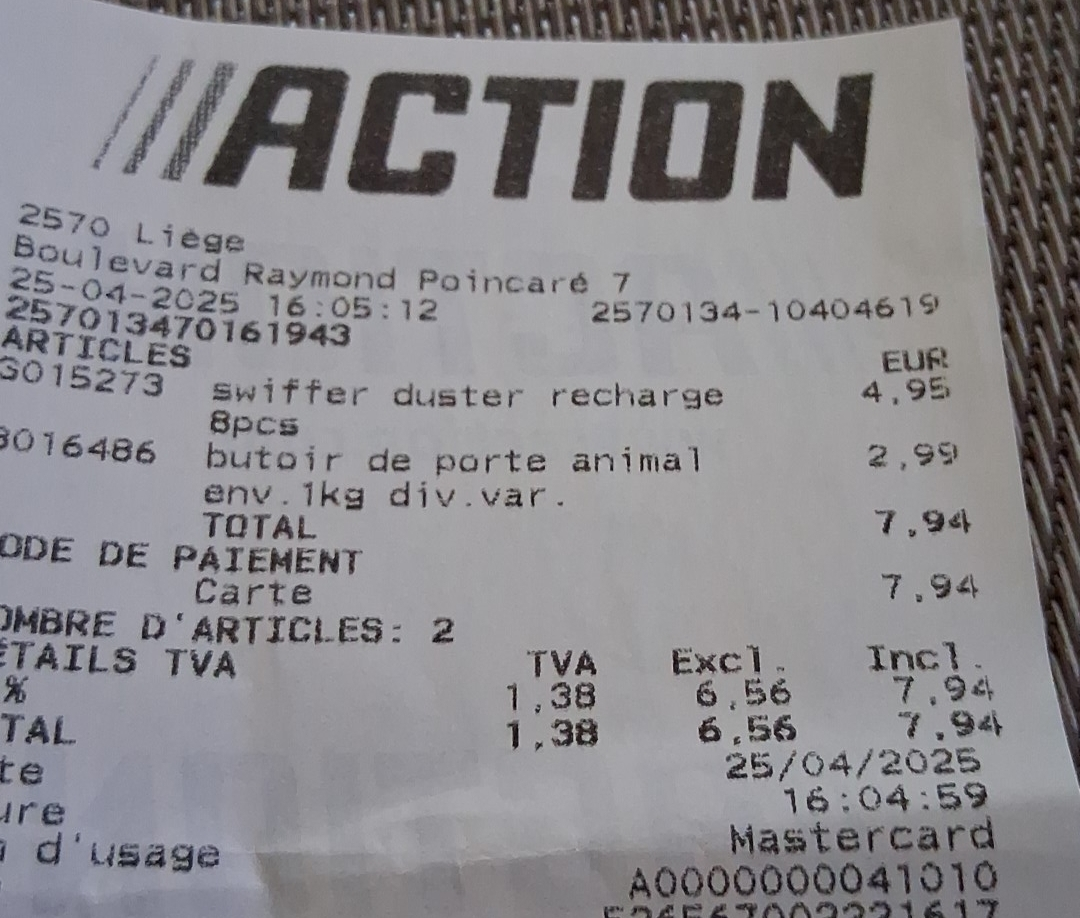 ACTION
2570 Liège
Boulevard Raymond Poincaré 7
25-04-2025 16:05:12 2570134-10404619
257013470161943
ARTICLES EUR
3015273 swiffer duster recharge 4,95
8pcs
3016486 butoir de porte animal 2,99
env.1kg div.var.
TOTAL 7,94
ODE DE PAIEMENT
Carte 7,94
OMBRE D'ARTICLES: 2
ÉTAILS TVA TVA Excl. Incl.
% 1,38 6,56 7,94
TAL 1,38 6,56 7,94
te 25/04/2025
ure 16:04:59
d'usage Mastercard
A0000000041010